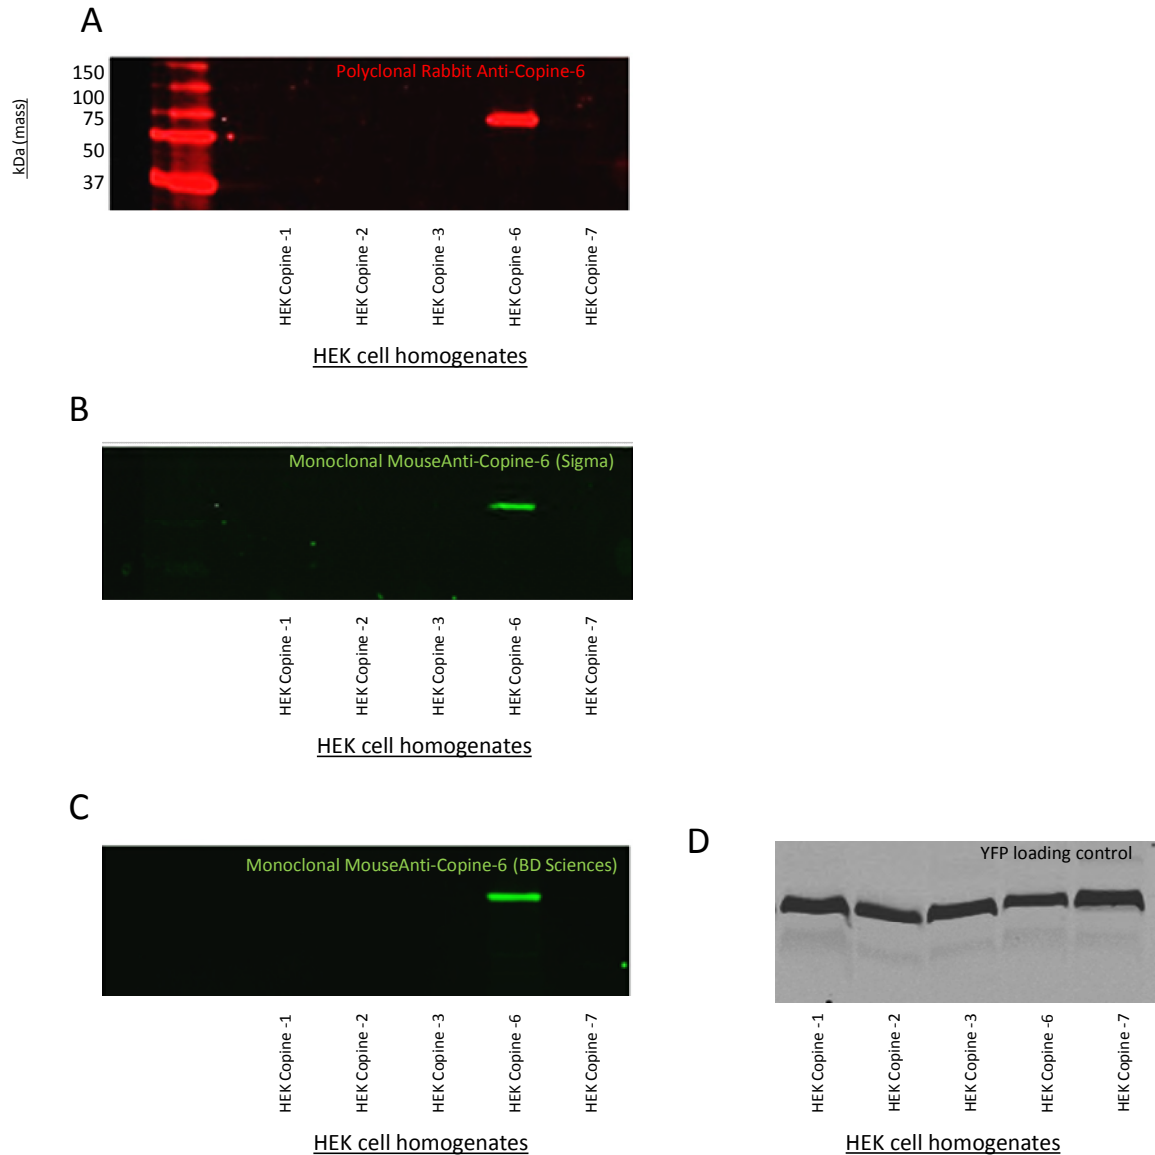 A
Polyclonal Rabbit Anti-Copine-6
150
100
75
50
37
kDa (mass)
HEK Copine -1
HEK Copine -2
HEK Copine -3
HEK Copine -6
HEK Copine -7
HEK cell homogenates
B
Monoclonal MouseAnti-Copine-6 (Sigma)
HEK Copine -1
HEK Copine -2
HEK Copine -3
HEK Copine -6
HEK Copine -7
HEK cell homogenates
C
Monoclonal MouseAnti-Copine-6 (BD Sciences)
HEK Copine -1
HEK Copine -2
HEK Copine -3
HEK Copine -6
HEK Copine -7
HEK cell homogenates
D
YFP loading control
HEK Copine -1
HEK Copine -2
HEK Copine -3
HEK Copine -6
HEK Copine -7
HEK cell homogenates